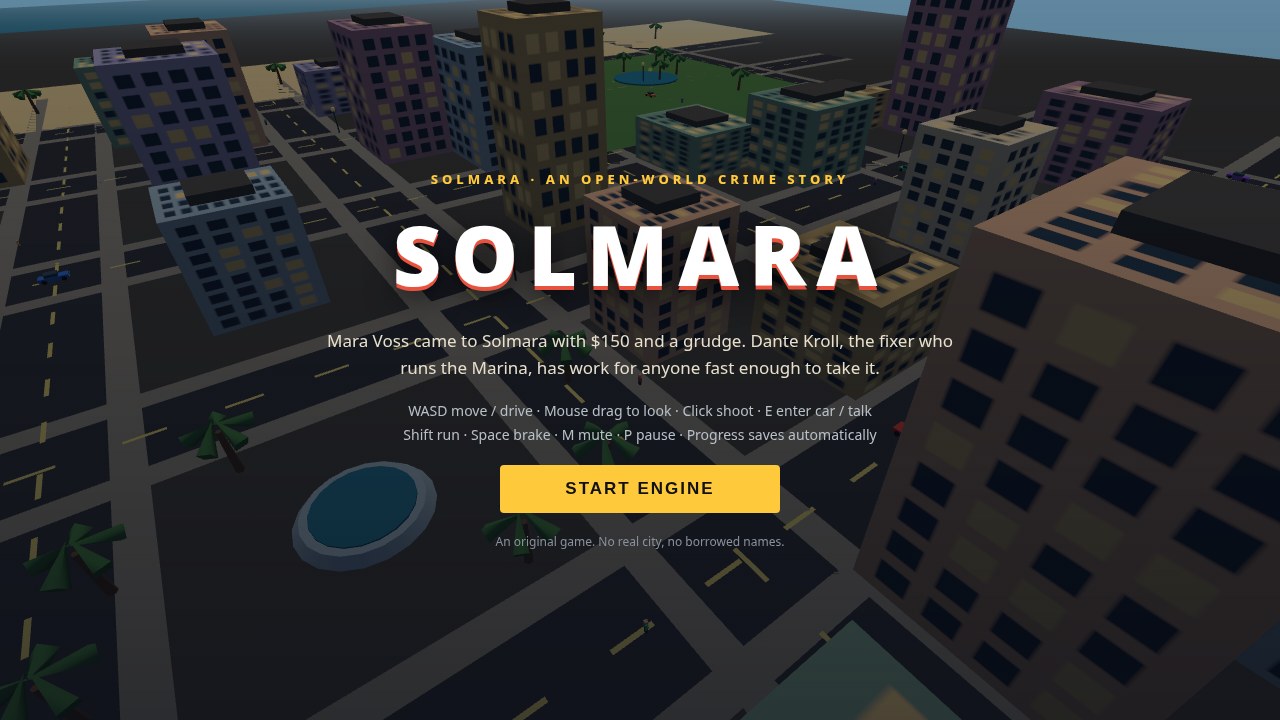 SOLMARA · AN OPEN-WORLD CRIME STORY
SOLMARA
Mara Voss came to Solmara with $150 and a grudge. Dante Kroll, the fixer who
runs the Marina, has work for anyone fast enough to take it.
WASD move / drive · Mouse drag to look · Click shoot · E enter car / talk
Shift run · Space brake · M mute · P pause · Progress saves automatically
START ENGINE
An original game. No real city, no borrowed names.